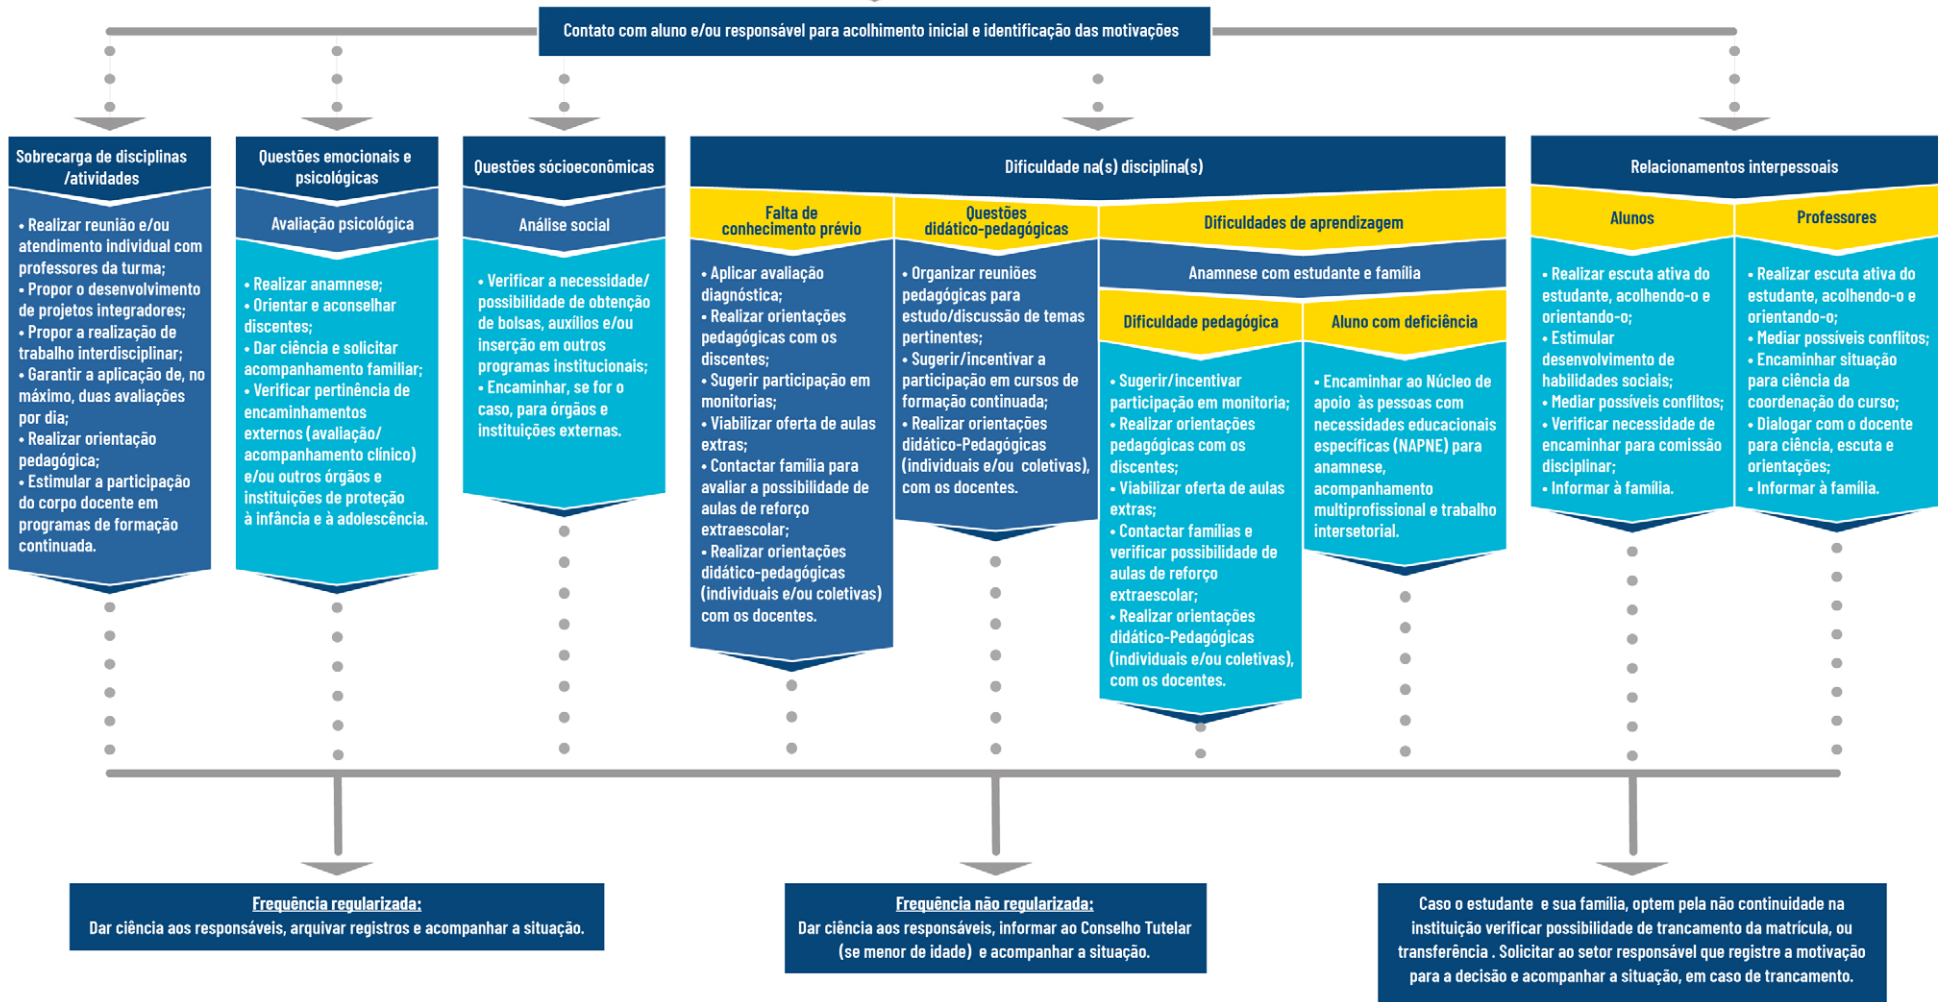 Contato com aluno e/ou responsável para acolhimento inicial e identificação das motivações
Sobrecarga de disciplinas
/atividades
• Realizar reunião e/ou
atendimento individual com
professores da turma;
• Propor o desenvolvimento
de projetos integradores;
• Propor a realização de
trabalho interdisciplinar;
• Garantir a aplicação de, no
máximo, duas avaliações
por dia;
• Realizar orientação
pedagógica;
• Estimular a participação
do corpo docente em
programas de formação
continuada.
Questões emocionais e
psicológicas
Avaliação psicológica
• Realizar anamnese;
• Orientar e aconselhar
discentes;
• Dar ciência e solicitar
acompanhamento familiar;
• Verificar pertinência de
encaminhamentos
externos (avaliação/
acompanhamento clínico)
e/ou outros órgãos e
instituições de proteção
à infância e à adolescência.
Questões sócioeconômicas
Análise social
• Verificar a necessidade/
possibilidade de obtenção
de bolsas, auxílios e/ou
inserção em outros
programas institucionais;
• Encaminhar, se for o
caso, para órgãos e
instituições externas.
Dificuldade na(s) disciplina(s)
Falta de
conhecimento prévio
• Aplicar avaliação
diagnóstica;
• Realizar orientações
pedagógicas com os
discentes;
• Sugerir participação em
monitorias;
• Viabilizar oferta de aulas
extras;
• Contactar família para
avaliar a possibilidade de
aulas de reforço
extraescolar;
• Realizar orientações
didático-pedagógicas
(individuais e/ou coletivas)
com os docentes.
Questões
didático-pedagógicas
• Organizar reuniões
pedagógicas para
estudo/discussão de temas
pertinentes;
• Sugerir/incentivar a
participação em cursos de
formação continuada;
• Realizar orientações
didático-Pedagógicas
(individuais e/ou coletivas),
com os docentes.
Dificuldades de aprendizagem
Anamnese com estudante e família
Dificuldade pedagógica
• Sugerir/incentivar
participação em monitoria;
• Realizar orientações
pedagógicas com os
discentes;
• Viabilizar oferta de aulas
extras;
• Contactar famílias e
verificar possibilidade de
aulas de reforço
extraescolar;
• Realizar orientações
didático-Pedagógicas
(individuais e/ou coletivas),
com os docentes.
Aluno com deficiência
• Encaminhar ao Núcleo de
apoio às pessoas com
necessidades educacionais
específicas (NAPNE) para
anamnese,
acompanhamento
multiprofissional e trabalho
intersetorial.
Relacionamentos interpessoais
Alunos
• Realizar escuta ativa do
estudante, acolhendo-o e
orientando-o;
• Estimular
desenvolvimento de
habilidades sociais;
• Mediar possíveis conflitos;
• Verificar necessidade de
encaminhar para comissão
disciplinar;
• Informar à família.
Professores
• Realizar escuta ativa do
estudante, acolhendo-o e
orientando-o;
• Mediar possíveis conflitos;
• Encaminhar situação
para ciência da
coordenação do curso;
• Dialogar com o docente
para ciência, escuta e
orientações;
• Informar à família.
Frequência regularizada:
Dar ciência aos responsáveis, arquivar registros e acompanhar a situação.
Frequência não regularizada:
Dar ciência aos responsáveis, informar ao Conselho Tutelar
(se menor de idade) e acompanhar a situação.
Caso o estudante e sua família, optem pela não continuidade na
instituição verificar possibilidade de trancamento da matrícula, ou
transferência . Solicitar ao setor responsável que registre a motivação
para a decisão e acompanhar a situação, em caso de trancamento.